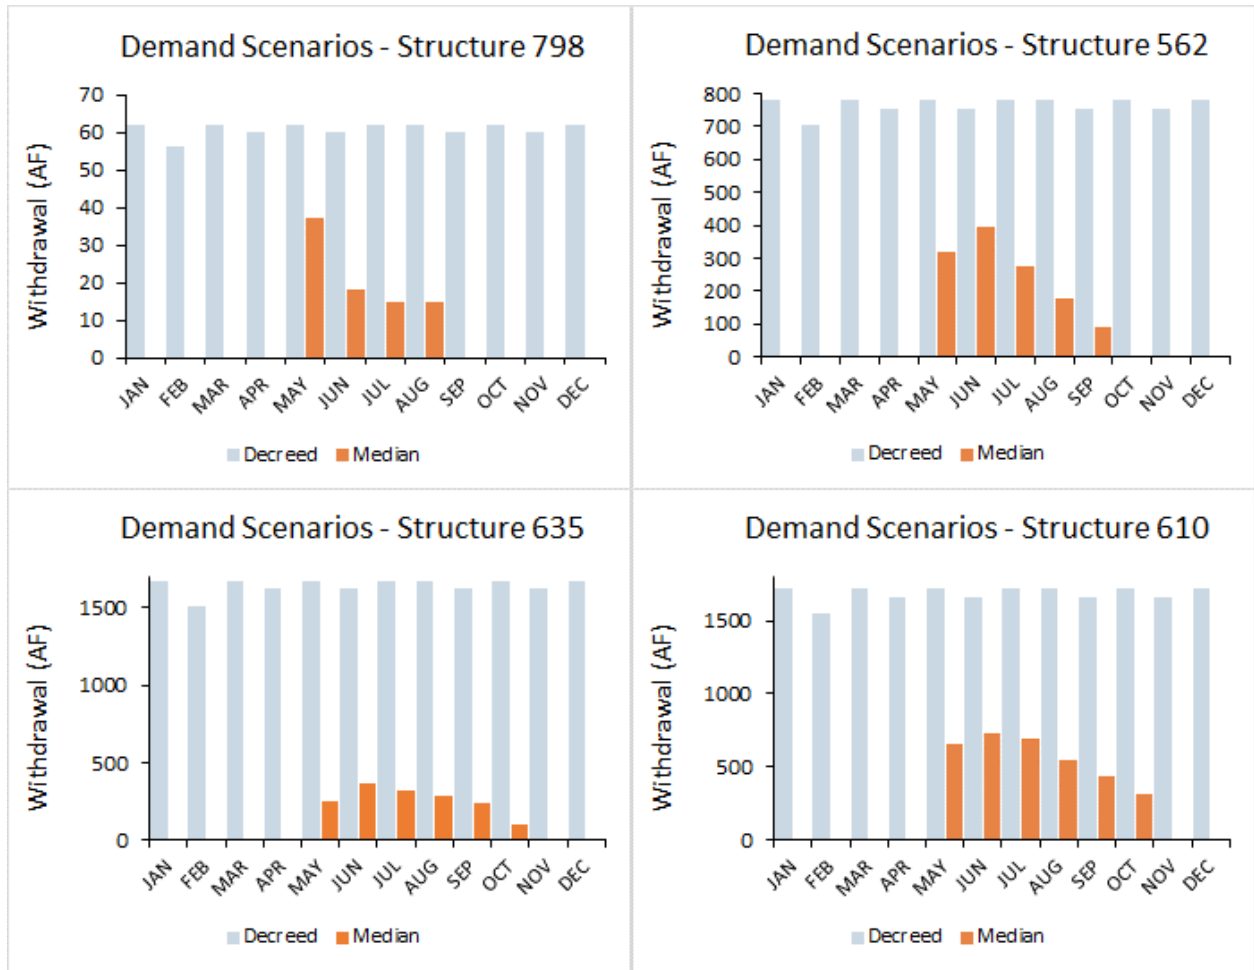 Demand Scenarios - Structure 798
70
60
50
40
30
20
10
0
Withdrawal (AF)
JAN FEB MAR APR MAY JUN JUL AUG SEP OCT NOV DEC
Decreed Median
Demand Scenarios - Structure 562
800
700
600
500
400
300
200
100
0
Withdrawal (AF)
JAN FEB MAR APR MAY JUN JUL AUG SEP OCT NOV DEC
Decreed Median
Demand Scenarios - Structure 635
1500
1000
500
0
Withdrawal (AF)
JAN FEB MAR APR MAY JUN JUL AUG SEP OCT NOV DEC
Decreed Median
Demand Scenarios - Structure 610
1500
1000
500
0
Withdrawal (AF)
JAN FEB MAR APR MAY JUN JUL AUG SEP OCT NOV DEC
Decreed Median